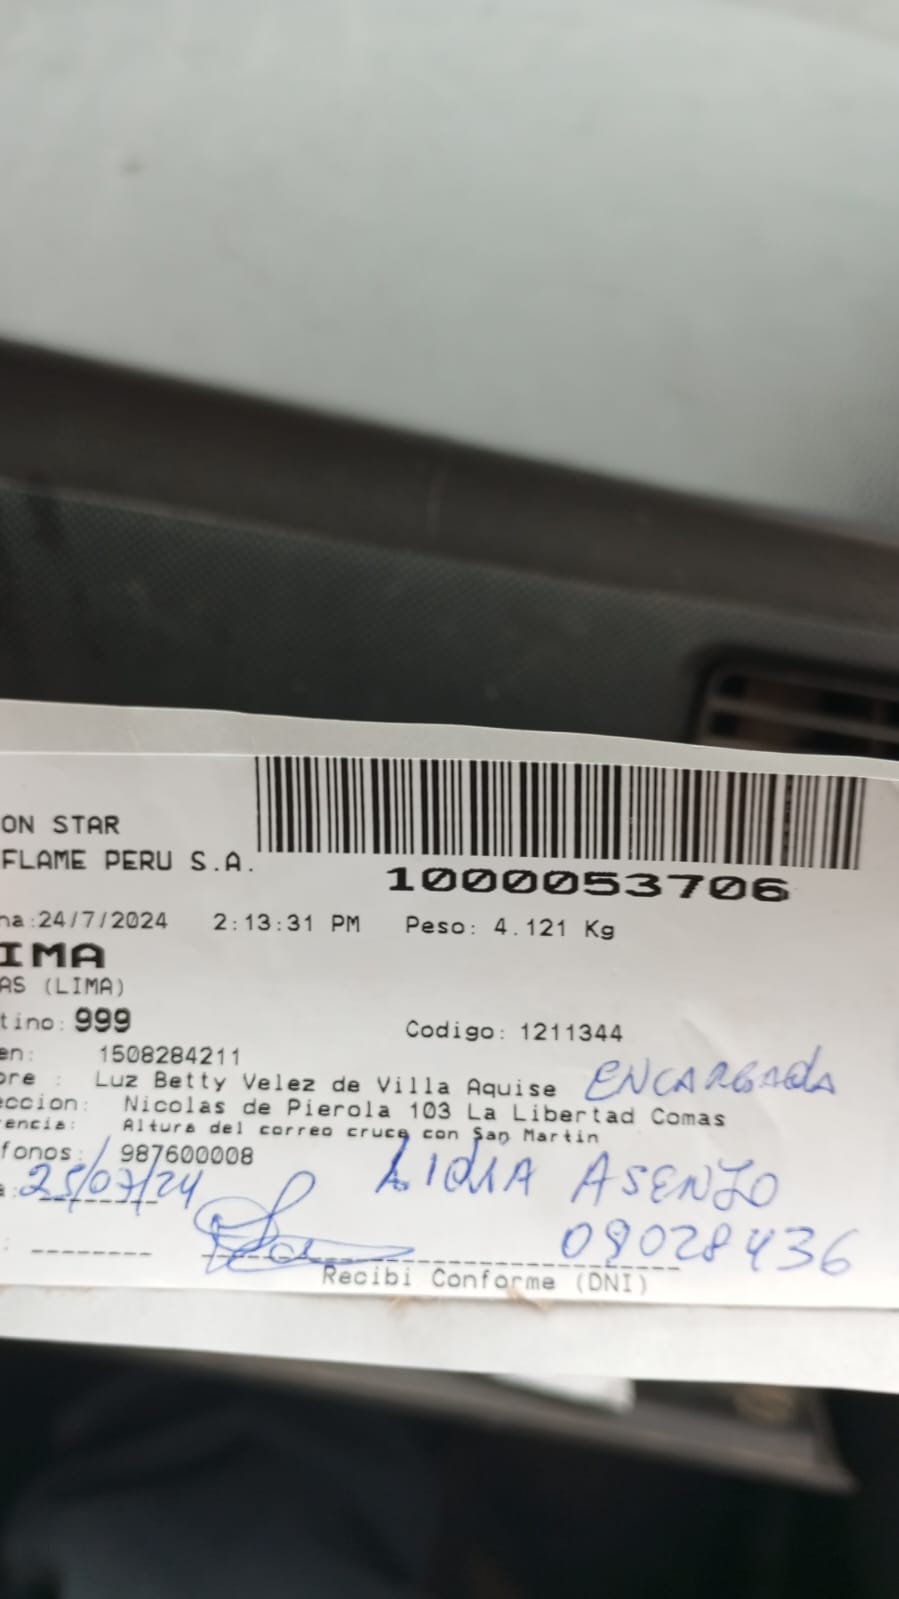 ON STAR
FLAME PERU S.A.
1000053706
na:24/7/2024 2:13:31 PM Peso: 4.121 Kg
IMA
AS (LIMA)
tino: 999 Codigo: 1211344
en: 1508284211
bre : Luz Betty Velez de Villa Aquise ENCARGADA
eccion: Nicolas de Pierola 103 La Libertad Comas
rencia: Altura del correo cruce con San Martin
fonos: 987600008 LIDIA ASENJO
a: 25/07/24
09028436
Recibi Conforme (DNI)